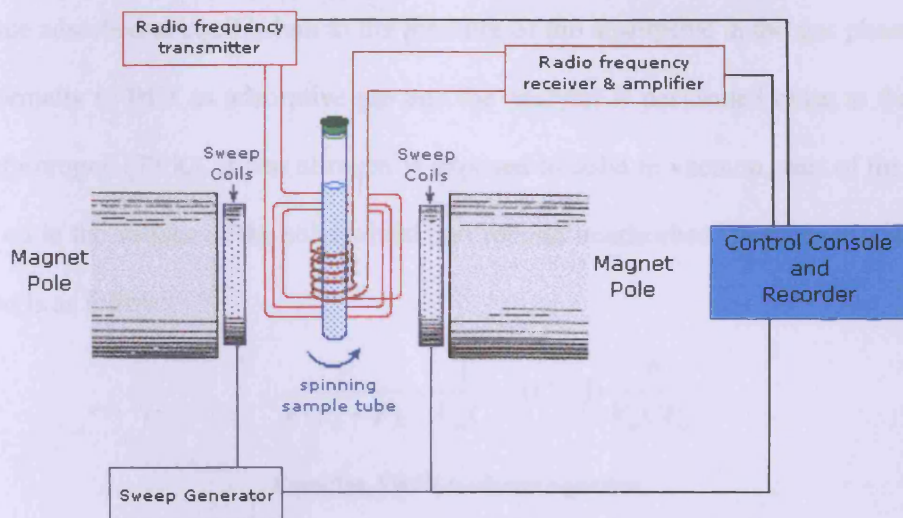 Radio frequency
transmitter
Radio frequency
receiver & amplifier
Sweep
Coils
Sweep
Coils
Magnet
Pole
Magnet
Pole
Control Console
and
Recorder
spinning
sample tube
Sweep Generator